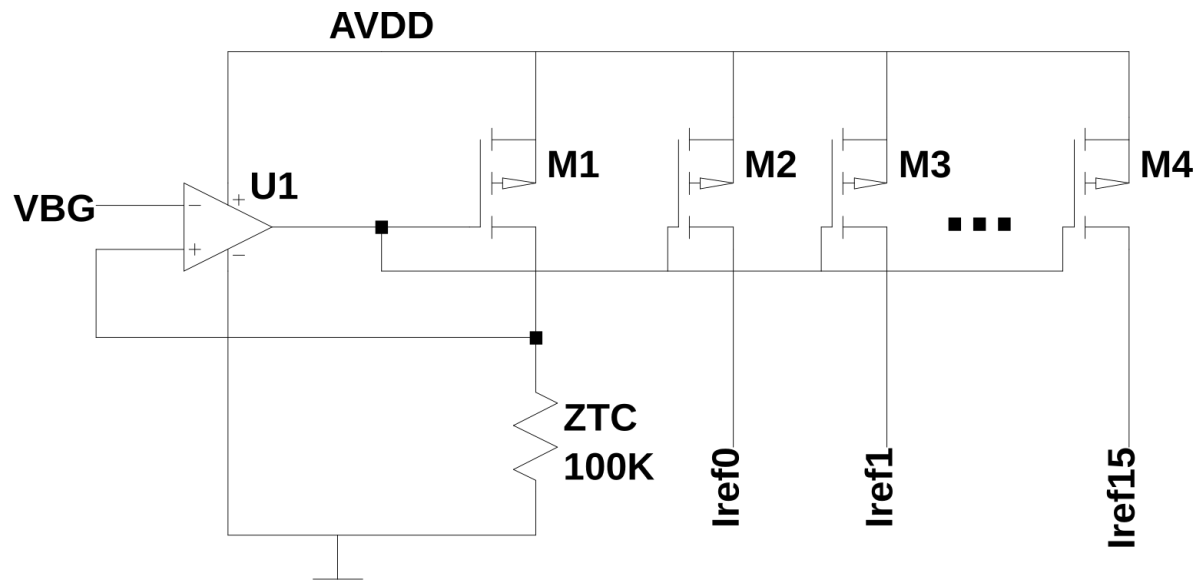 AVDD
M1
M2
M3
M4
U1
VBG
ZTC
100K
Iref0
Iref1
Iref15